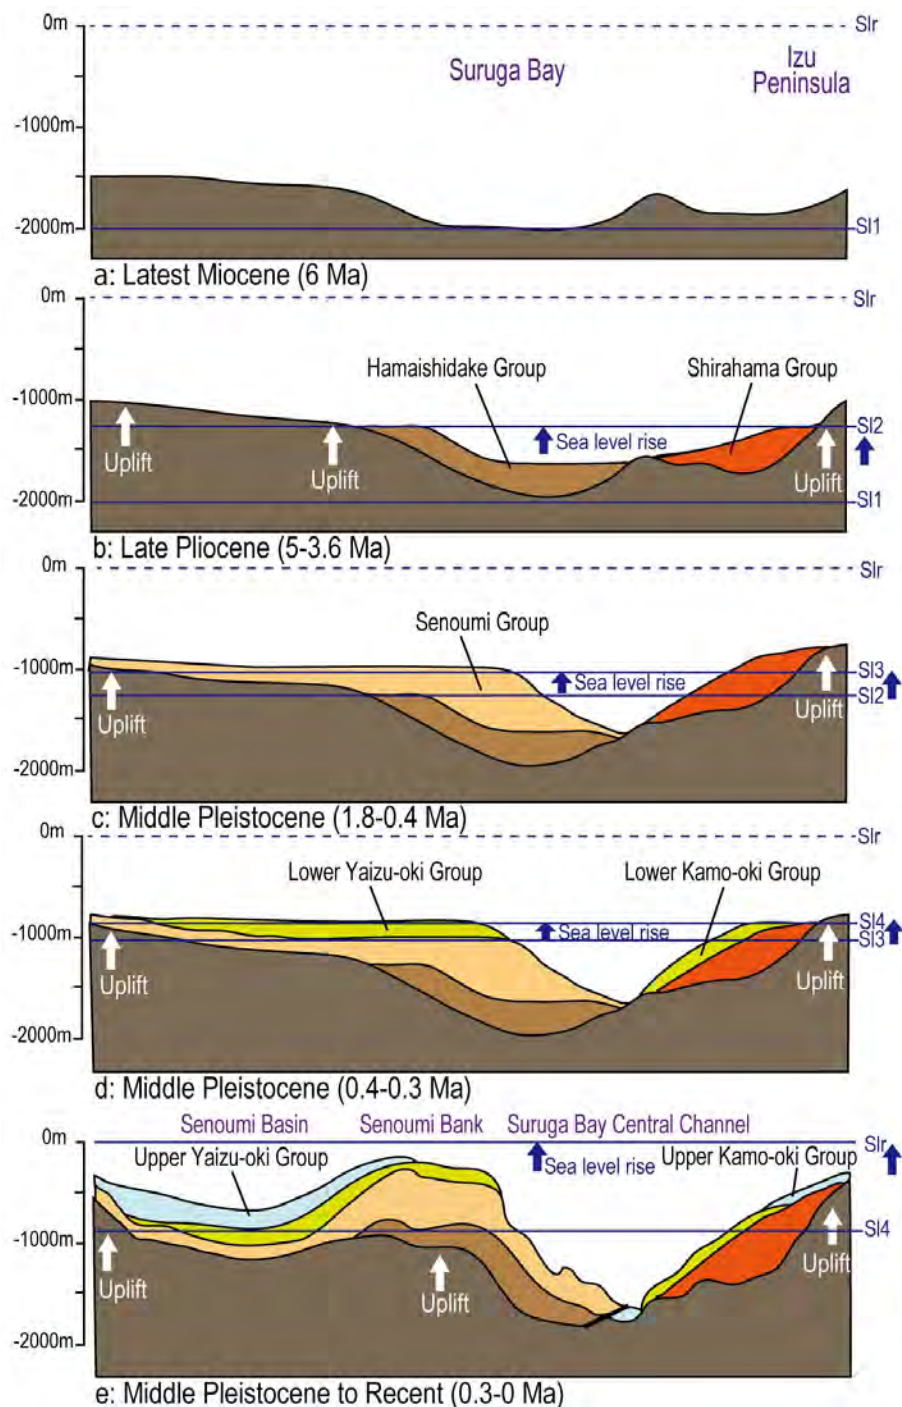 0m
Slr
Suruga Bay
Izu
Peninsula
-1000m
-2000m
Sl1
a: Latest Miocene (6 Ma)
0m
Slr
Hamaishidake Group
Shirahama Group
-1000m
Sl2
Uplift
Uplift
Sea level rise
Uplift
-2000m
Sl1
b: Late Pliocene (5-3.6 Ma)
0m
Slr
Senoumi Group
-1000m
Sl3
Sea level rise
Sl2
Uplift
Uplift
-2000m
c: Middle Pleistocene (1.8-0.4 Ma)
0m
Slr
Lower Yaizu-oki Group
Lower Kamo-oki Group
-1000m
Sl4
Sea level rise
Sl3
Uplift
Uplift
-2000m
d: Middle Pleistocene (0.4-0.3 Ma)
Senoumi Basin
Senoumi Bank
Suruga Bay Central Channel
0m
Slr
Upper Yaizu-oki Group
Sea level rise
Upper Kamo-oki Group
-1000m
Sl4
Uplift
Uplift
Uplift
-2000m
e: Middle Pleistocene to Recent (0.3-0 Ma)